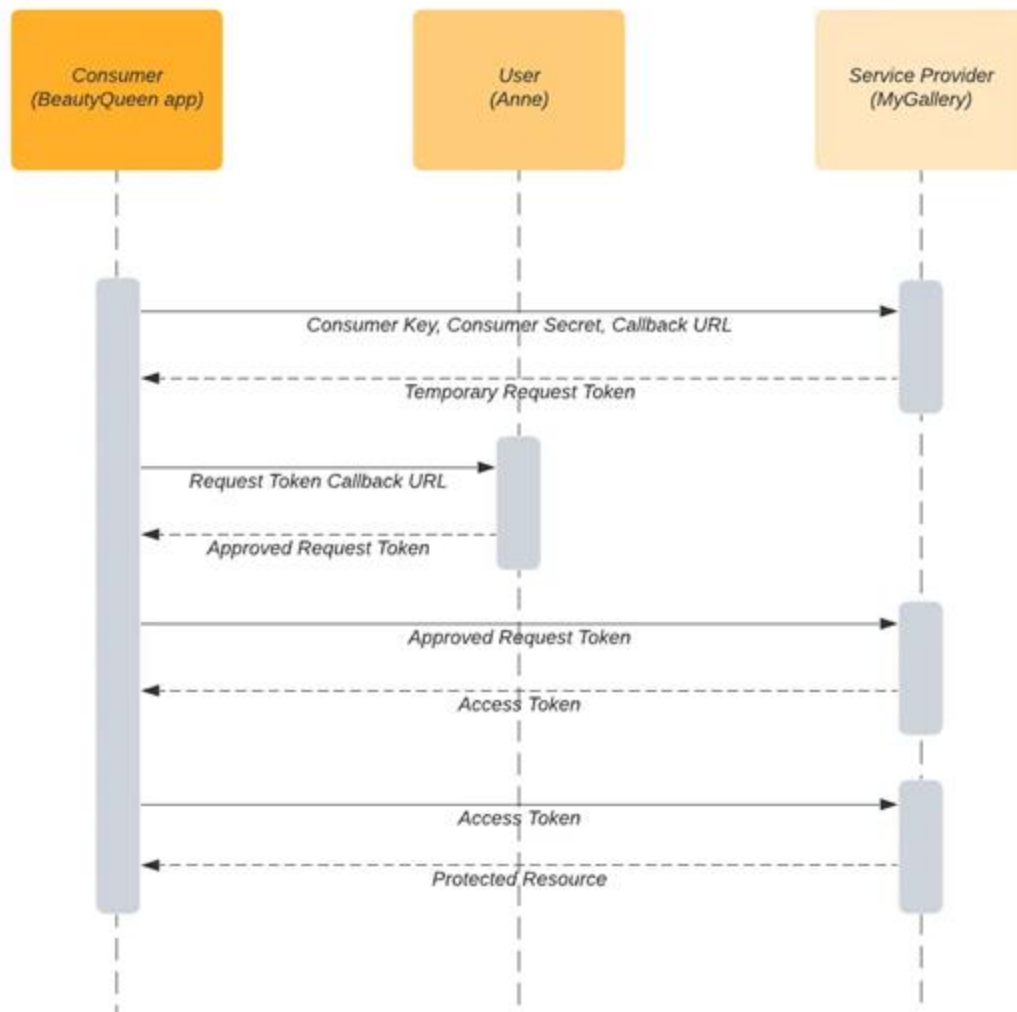 Consumer
(BeautyQueen app)
User
(Anne)
Service Provider
(MyGallery)
Consumer Key, Consumer Secret, Callback URL
Temporary Request Token
Request Token Callback URL
Approved Request Token
Approved Request Token
Access Token
Access Token
Protected Resource